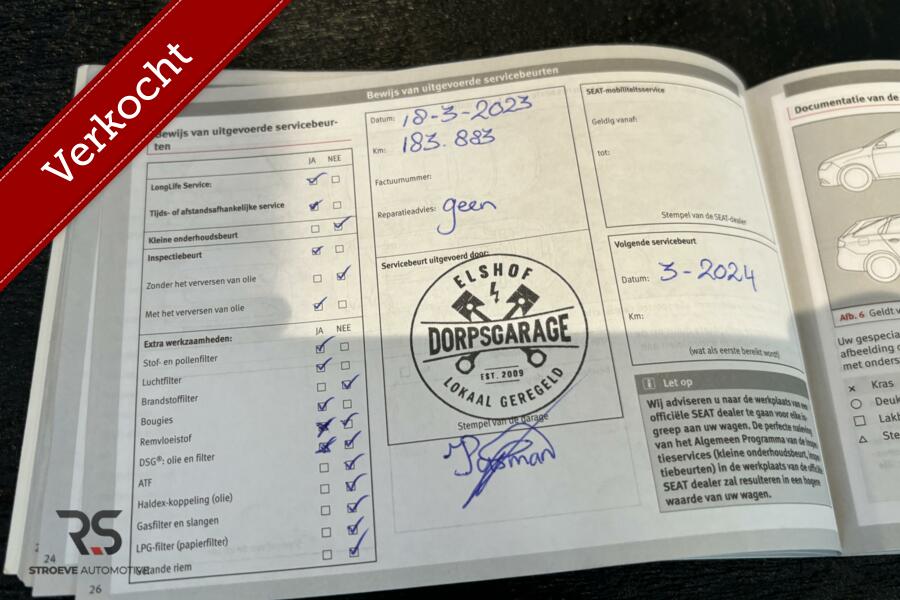 Verkocht
Bewijs van uitgevoerde servicebeurten
Bewijs van uitgevoerde servicebeur-
ten
JA NEE
LongLife Service:
Tijds- of afstandsafhankelijke service
Kleine onderhoudsbeurt
Inspectiebeurt
Zonder het verversen van olie
Met het verversen van olie
JA NEE
Extra werkzaamheden:
Stof- en pollenfilter
Luchtfilter
Brandstoffilter
Bougies
Remvloeistof
DSG®: olie en filter
ATF
Haldex-koppeling (olie)
Gasfilter en slangen
LPG-filter (papierfilter)
riem
24
RS
STROEVE AUTOMOTIVE
26
Datum: 18-3-2023
Km: 183.883
Factuurnummer:
Reparatieadvies: geen
Servicebeurt uitgevoerd door:
ELSHOF
DORPSGARAGE
EST. 2009
LOKAAL GEREGELD
Stempel van de garage
SEAT-mobiliteitsservice
Geldig vanaf:
tot:
Stempel van de SEAT-dealer
Volgende servicebeurt
Datum: 3-2024
Km:
(wat als eerste bereikt wordt)
Let op
Wij adviseren u naar de werkplaats van een
officiële SEAT dealer te gaan voor elke in-
greep aan uw wagen. De perfecte naleving
van het Algemeen Programma van de inspec-
tieservices (kleine onderhoudsbeurt, inspec-
tiebeurten) in de werkplaats van de officiële
SEAT dealer zal resulteren in een hogere
waarde van uw wagen.
Documentatie van de
Afb. 6 Geldt v
Uw gespecia
afbeelding
met onders
Kras
Deuk
Lakb
Ste